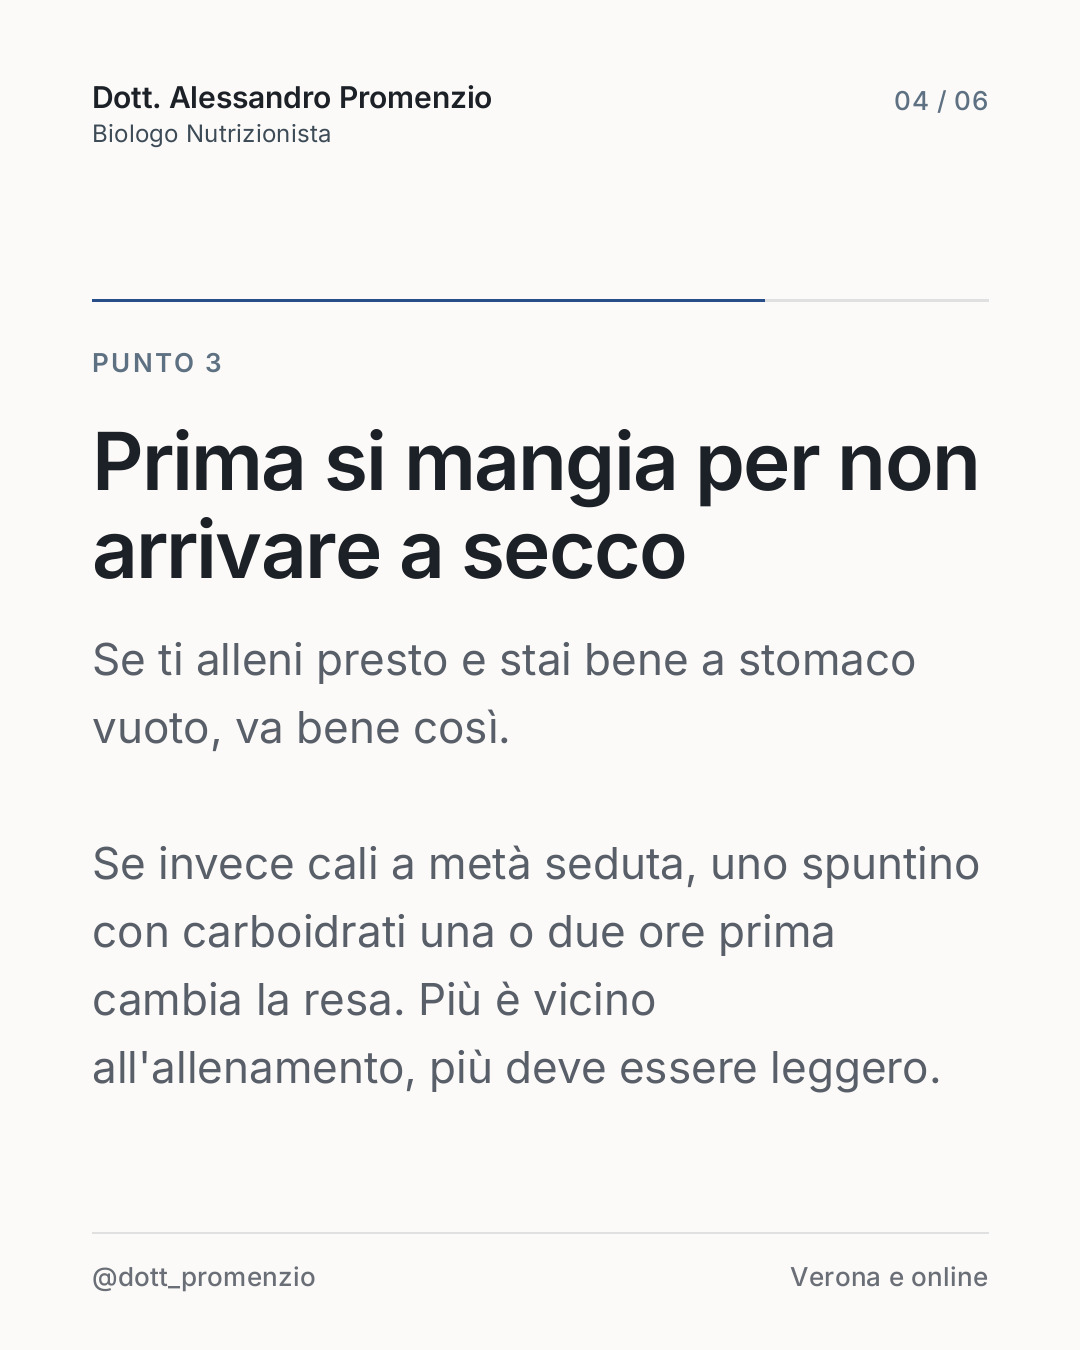 Dott. Alessandro Promenzio
04 / 06
Biologo Nutrizionista
PUNTO 3
Prima si mangia per non
arrivare a secco
Se ti alleni presto e stai bene a stomaco
vuoto, va bene così.
Se invece cali a metà seduta, uno spuntino
con carboidrati una o due ore prima
cambia la resa. Più è vicino
all'allenamento, più deve essere leggero.
@dott_promenzio
Verona e online